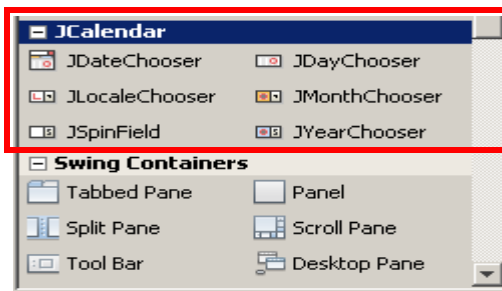 JCalendar
JDateChooser JDayChooser
JLocaleChooser JMonthChooser
JSpinField JYearChooser
Swing Containers
Tabbed Pane Panel
Split Pane Scroll Pane
Tool Bar Desktop Pane